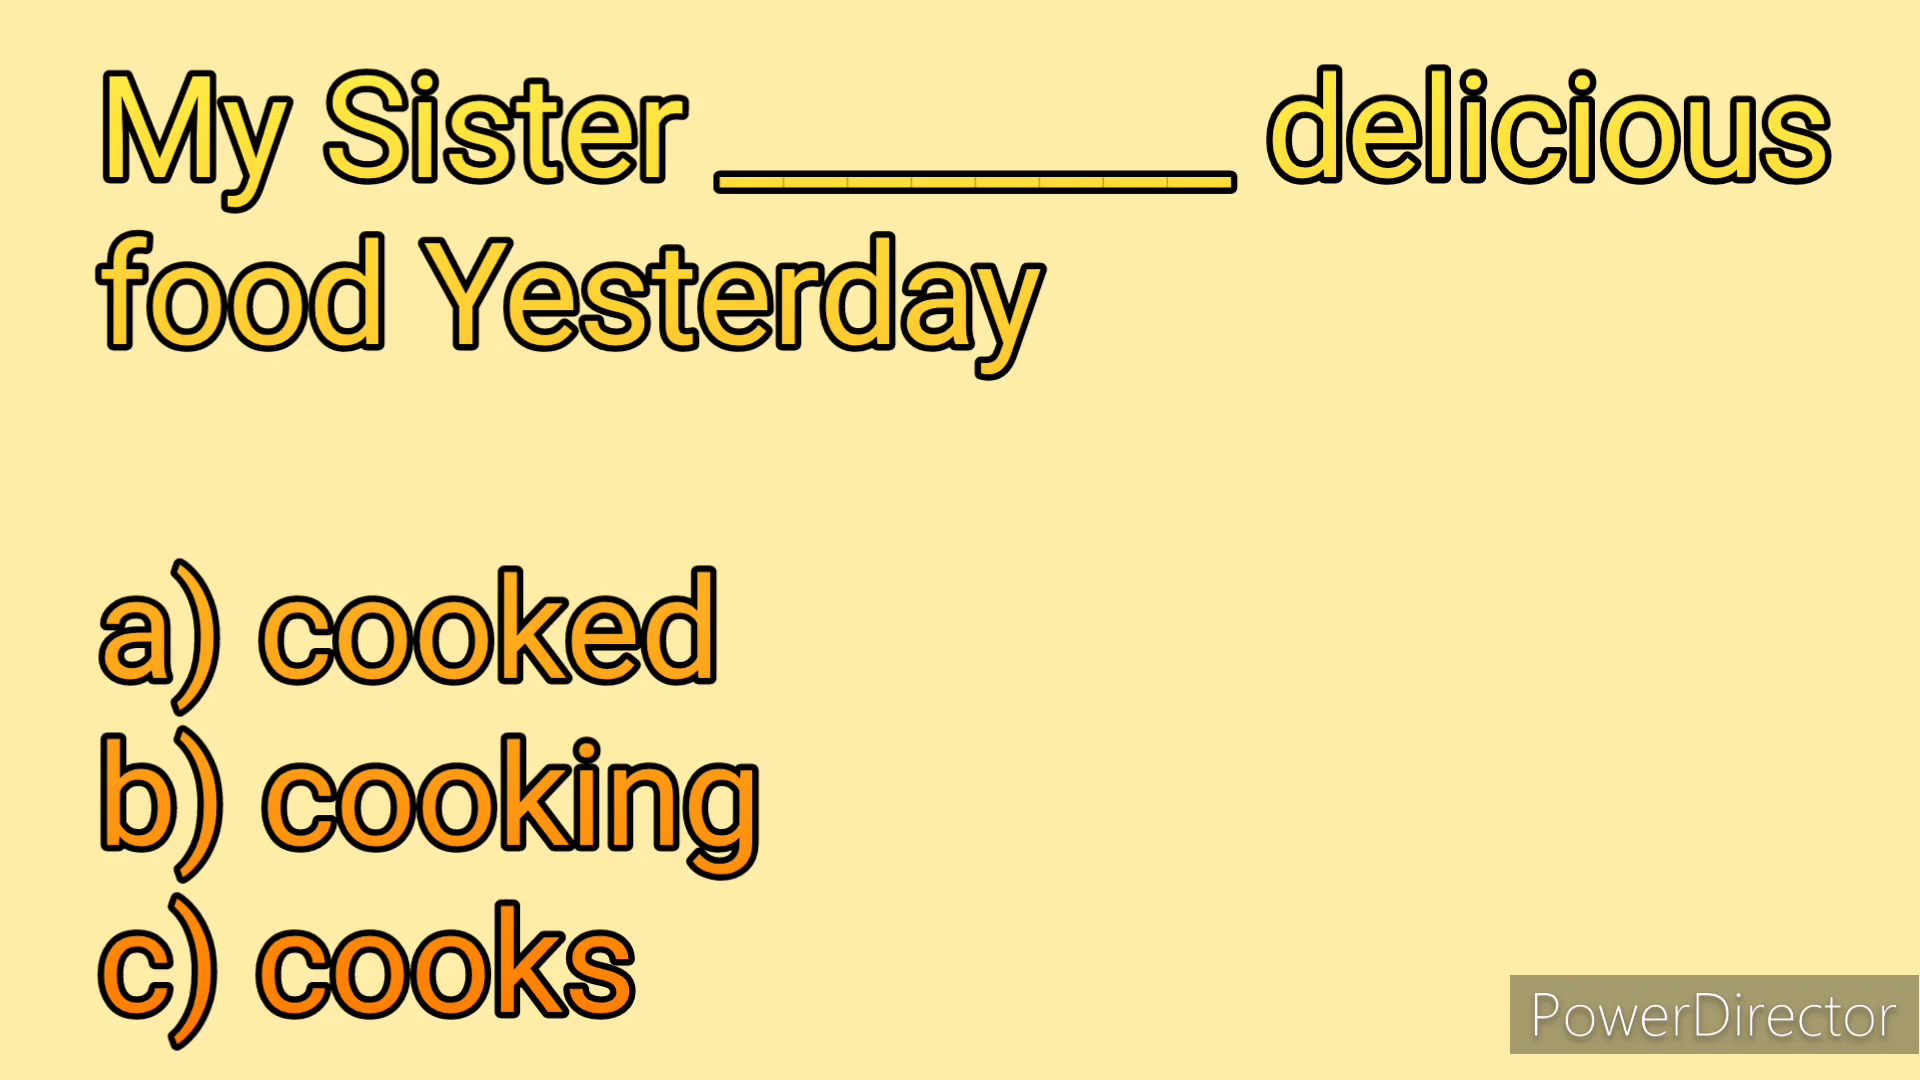 My Sister ________ delicious
food Yesterday
a) cooked
b) cooking
c) cooks
PowerDirector